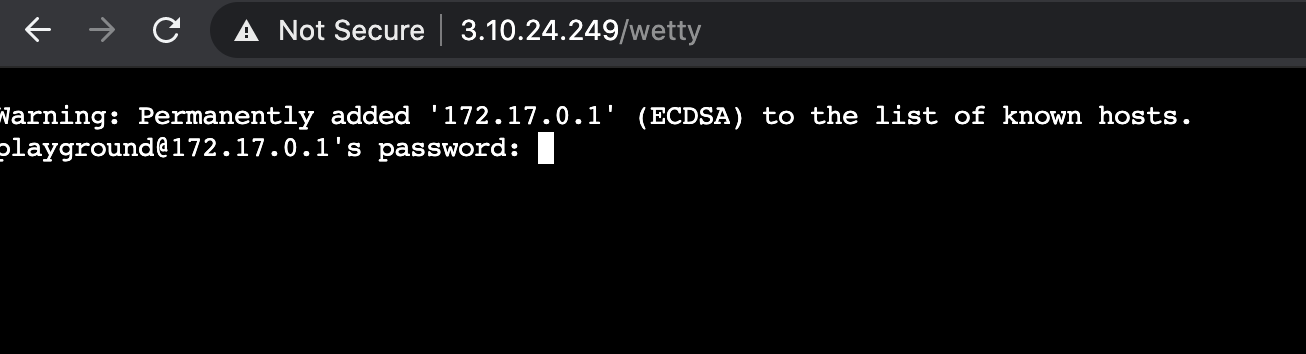 Not Secure | 3.10.24.249/wetty
Warning: Permanently added '172.17.0.1' (ECDSA) to the list of known hosts.
playground@172.17.0.1's password: